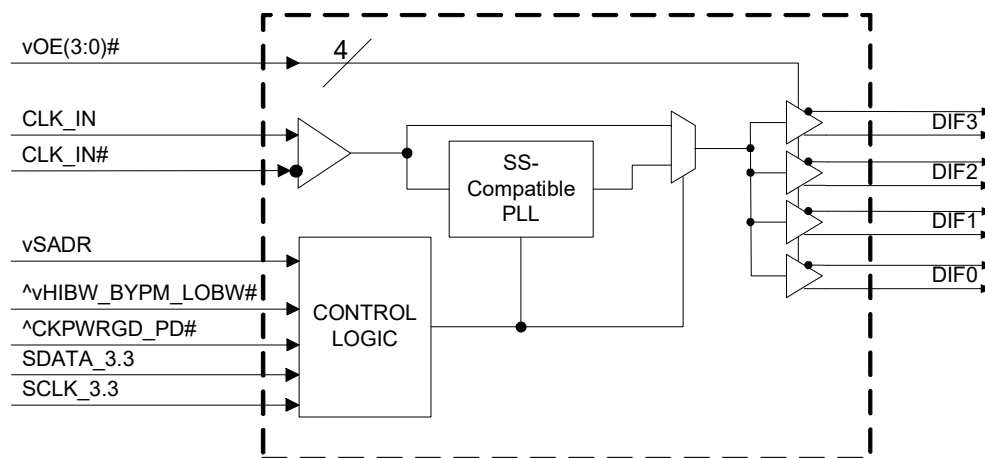 vOE(3:0)#
4
CLK_IN
CLK_IN#
DIF3
DIF2
DIF1
DIF0
SS-
Compatible
PLL
vSADR
^vHIBW_BYPM_LOBW#
^CKPWRGD_PD#
SDATA_3.3
SCLK_3.3
CONTROL
LOGIC